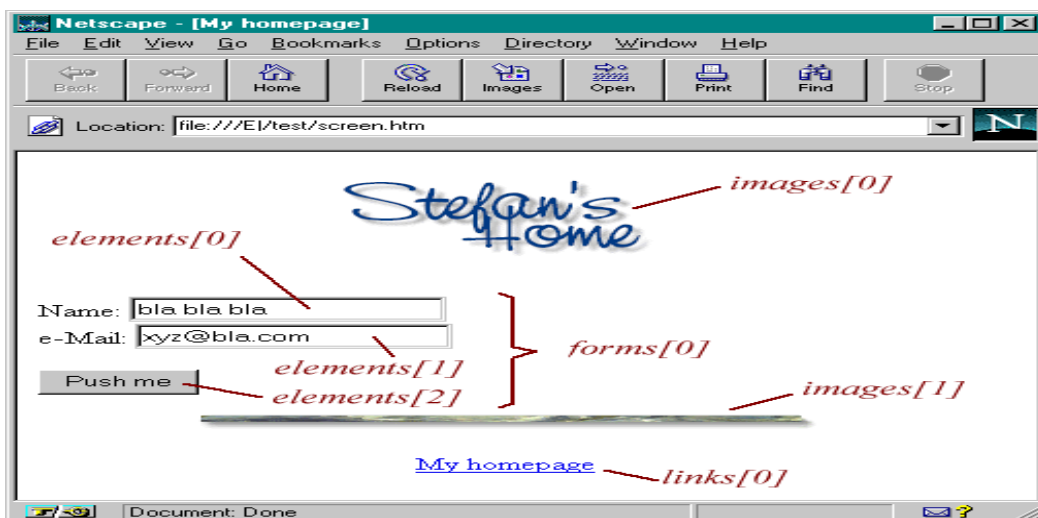 Netscape - [My homepage]
File Edit View Go Bookmarks Options Directory Window Help
Back Forward Home Reload Images Open Print Find Stop
Location: file:///E|/test/screen.htm
N
Stefan's
Home
images[0]
elements[0]
Name: bla bla bla
e-Mail: xyz@bla.com
forms[0]
elements[1]
Push me
elements[2]
images[1]
My homepage
links[0]
Document: Done
?